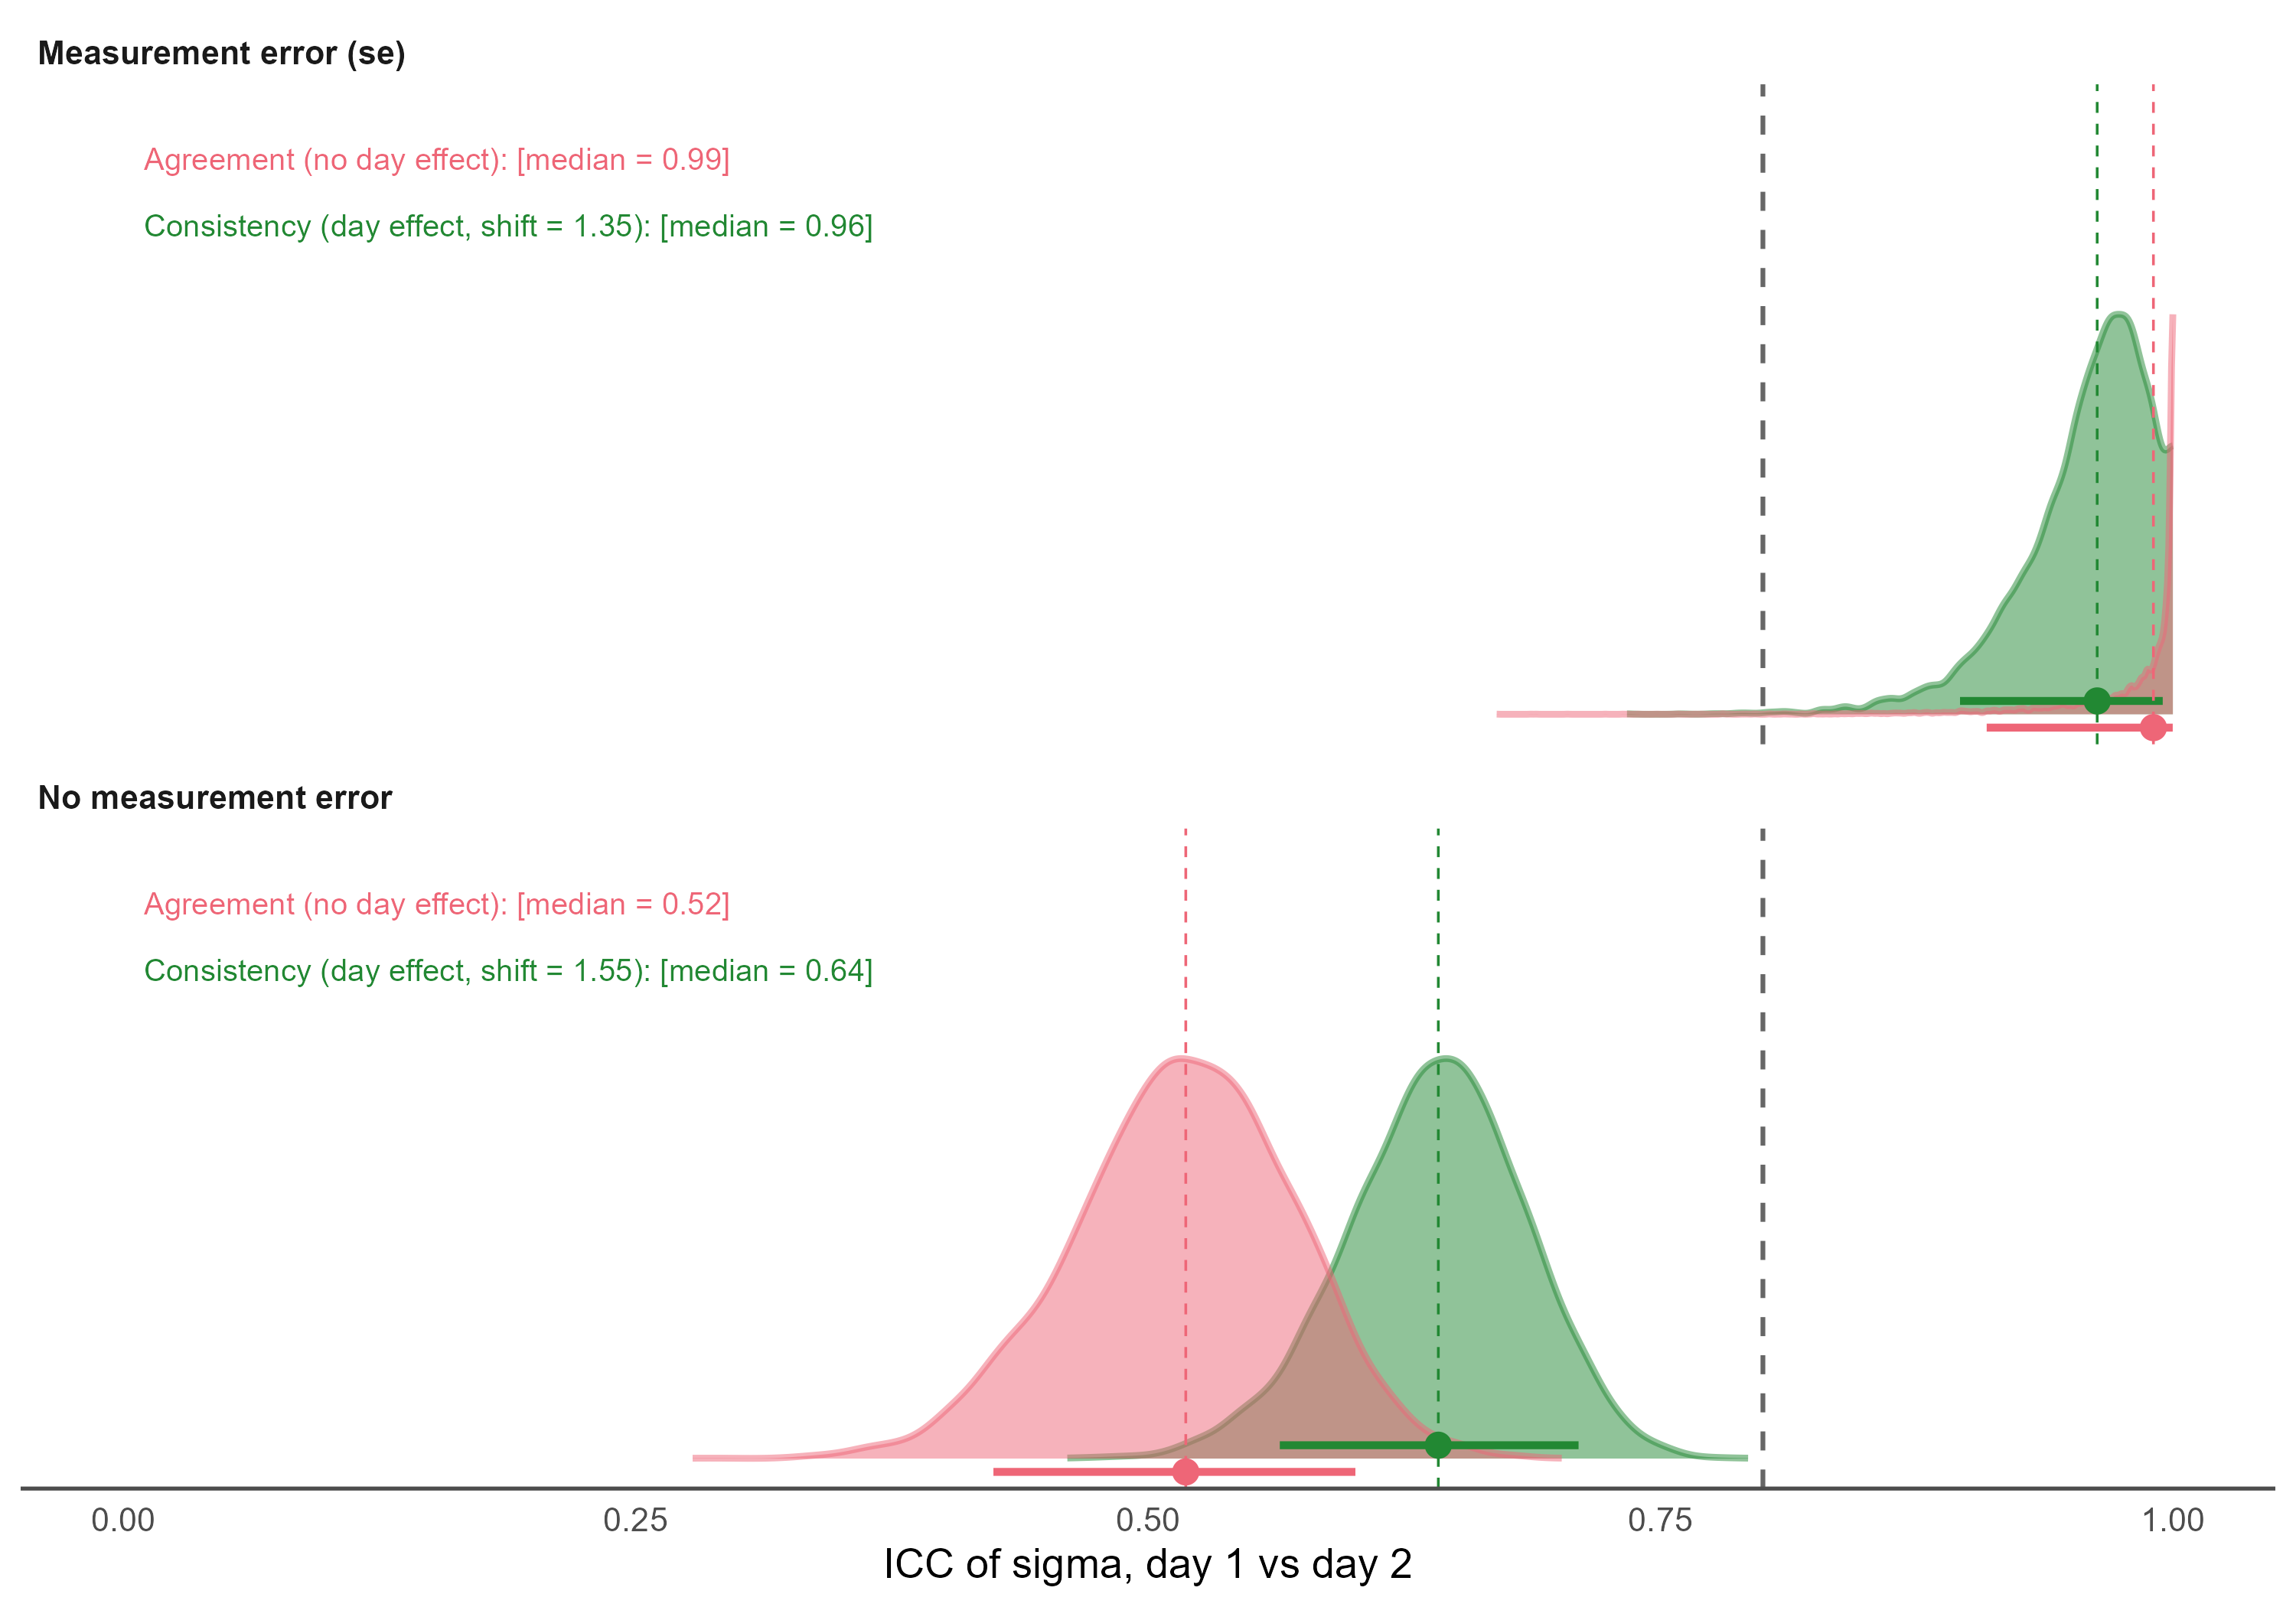 Measurement error (se)
Agreement (no day effect): [median = 0.99]
Consistency (day effect, shift = 1.35): [median = 0.96]
No measurement error
Agreement (no day effect): [median = 0.52]
Consistency (day effect, shift = 1.55): [median = 0.64]
0.00 0.25 0.50 0.75 1.00
ICC of sigma, day 1 vs day 2